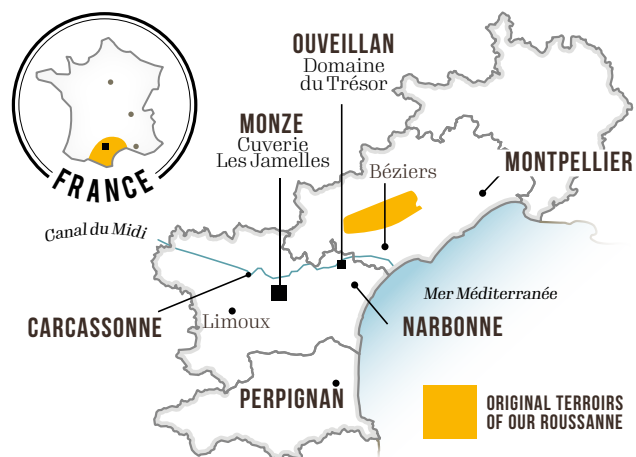 FRANCE
OUVEILLAN
Domaine
du Trésor
MONZE
Cuverie
Les Jamelles
Béziers
MONTPELLIER
Canal du Midi
Mer Méditerranée
CARCASSONNE
Limoux
NARBONNE
PERPIGNAN
ORIGINAL TERROIRS
OF OUR ROUSSANNE